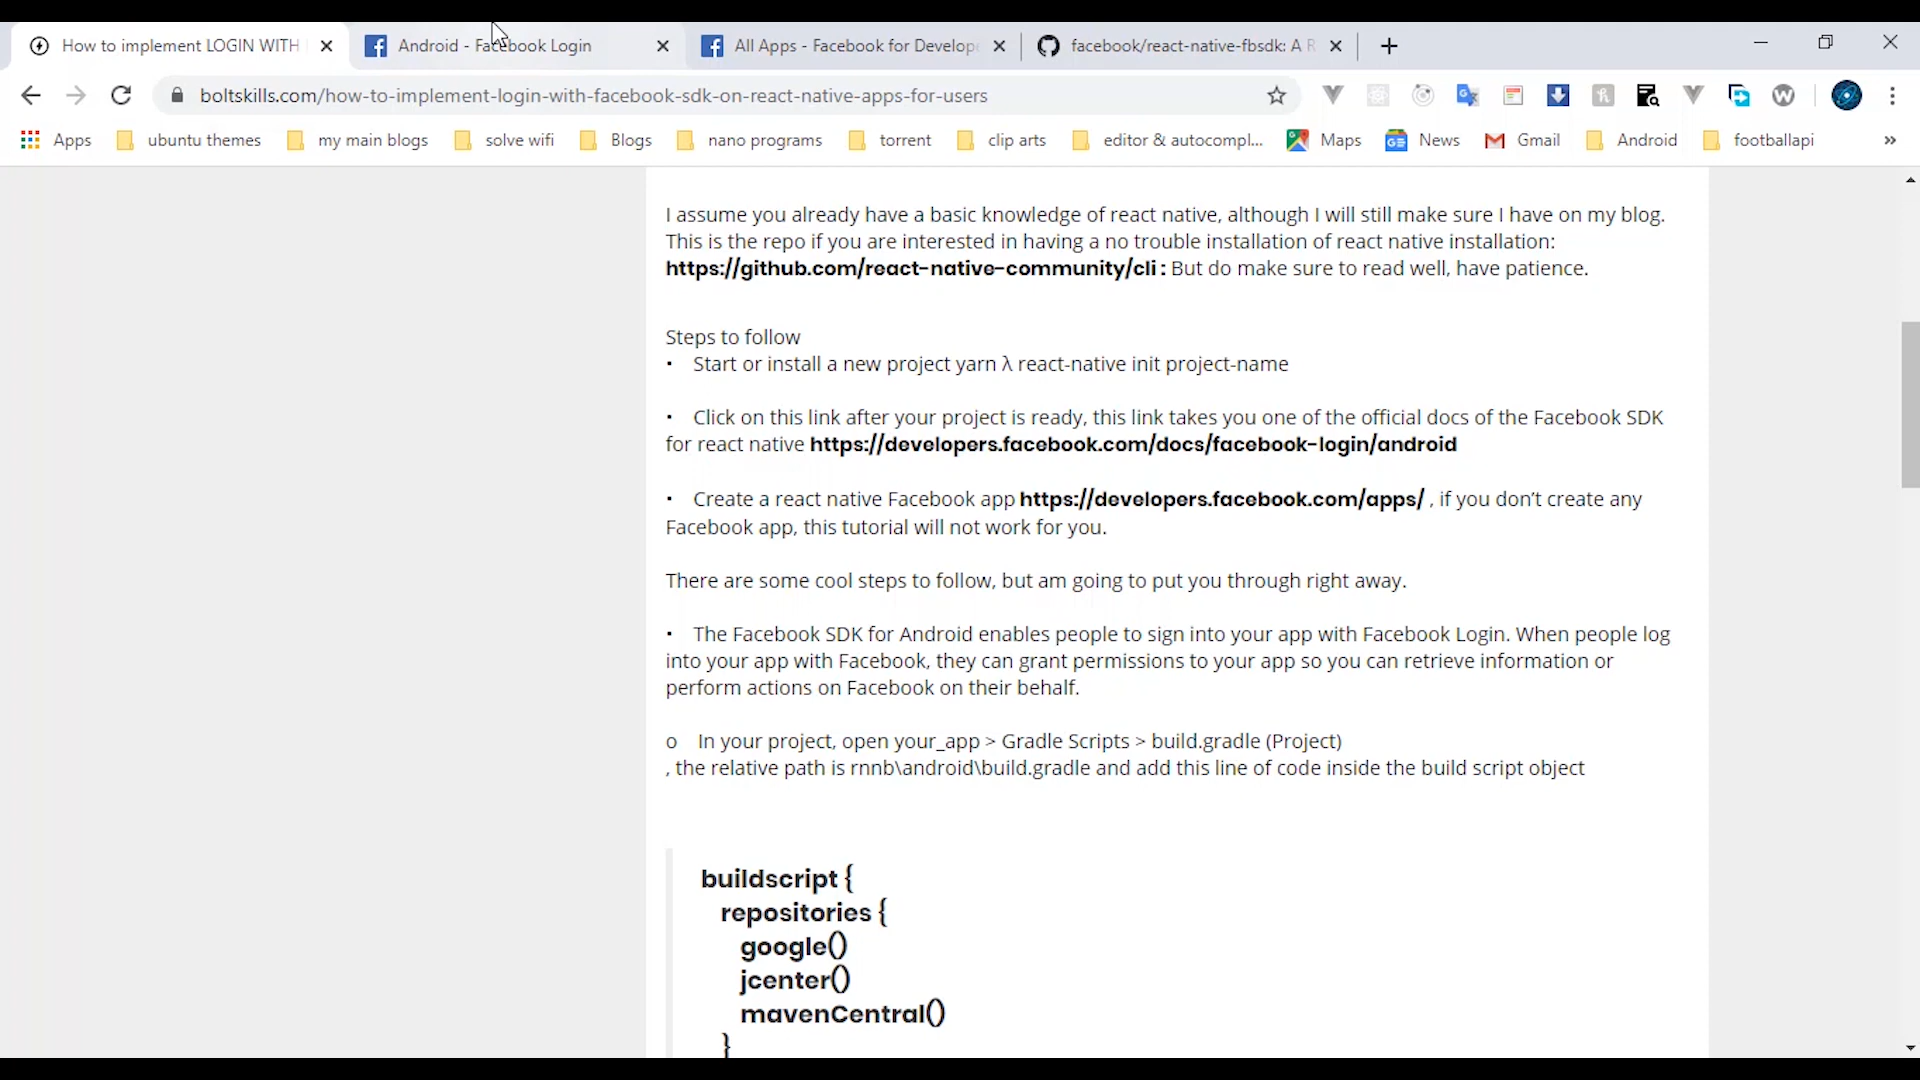 How to implement LOGIN WITH
Android - Facebook Login
All Apps - Facebook for Develop
facebook/react-native-fbsdk: A R
boltskills.com/how-to-implement-login-with-facebook-sdk-on-react-native-apps-for-users
Apps
ubuntu themes
my main blogs
solve wifi
Blogs
nano programs
torrent
clip arts
editor & autocompl...
Maps
News
Gmail
Android
footballapi
»
I assume you already have a basic knowledge of react native, although I will still make sure I have on my blog.
This is the repo if you are interested in having a no trouble installation of react native installation:
https://github.com/react-native-community/cli : But do make sure to read well, have patience.
Steps to follow
• Start or install a new project yarn λ react-native init project-name
• Click on this link after your project is ready, this link takes you one of the official docs of the Facebook SDK
for react native https://developers.facebook.com/docs/facebook-login/android
• Create a react native Facebook app https://developers.facebook.com/apps/ , if you don’t create any
Facebook app, this tutorial will not work for you.
There are some cool steps to follow, but am going to put you through right away.
• The Facebook SDK for Android enables people to sign into your app with Facebook Login. When people log
into your app with Facebook, they can grant permissions to your app so you can retrieve information or
perform actions on Facebook on their behalf.
o In your project, open your_app > Gradle Scripts > build.gradle (Project)
, the relative path is rnnb\android\build.gradle and add this line of code inside the build script object
buildscript {
repositories {
google()
jcenter()
mavenCentral()
}